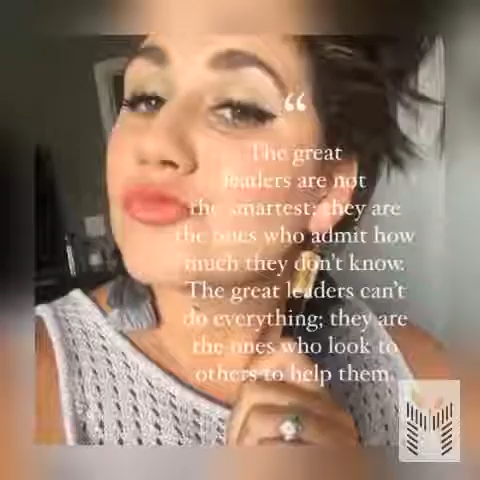 “
The great
leaders are not
the smartest; they are
the ones who admit how
much they don't know.
The great leaders can't
do everything; they are
the ones who look to
others to help them.